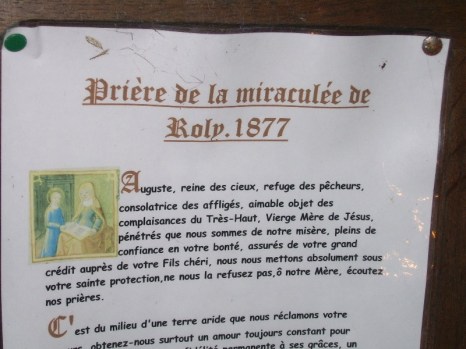 Prière de la miraculée de
Roly.1877
Auguste, reine des cieux, refuge des pêcheurs,
consolatrice des affligés, aimable objet des
complaisances du Très-Haut, Vierge Mère de Jésus,
pénétrés que nous sommes de notre misère, pleins de
confiance en votre bonté, assurés de votre grand
crédit auprès de votre Fils chéri, nous nous mettons absolument sous
votre sainte protection,ne nous la refusez pas,ô notre Mère, écoutez
nos prières.
C'est du milieu d'une terre aride que nous réclamons votre
obtenez-nous surtout un amour toujours constant pour
permanente à ses grâces, un